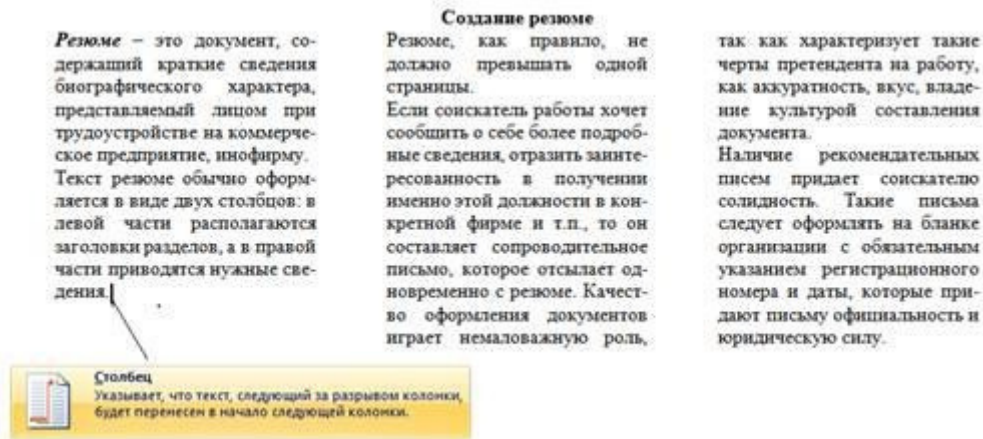 Создание резюме
Резюме – это документ, со-
держащий краткие сведения
биографического характера,
представляемый лицом при
трудоустройстве на коммерче-
ское предприятие, инофирму.
Текст резюме обычно оформ-
ляется в виде двух столбцов: в
левой части располагаются
заголовки разделов, а в правой
части приводятся нужные све-
дения.
Резюме, как правило, не
должно превышать одной
страницы.
Если соискатель работы хочет
сообщить о себе более подроб-
ные сведения, отразить заинте-
ресованность в получении
именно этой должности в кон-
кретной фирме и т.п., то он
составляет сопроводительное
письмо, которое отсылает од-
новременно с резюме. Качест-
во оформления документов
играет немаловажную роль,
так как характеризует такие
черты претендента на работу,
как аккуратность, вкус, владе-
ние культурой составления
документа.
Наличие рекомендательных
писем придает соискателю
солидность. Такие письма
следует оформлять на бланке
организации с обязательным
указанием регистрационного
номера и даты, которые при-
дают письму официальность и
юридическую силу.
Столбец
Указывает, что текст, следующий за разрывом колонки,
будет перенесен в начало следующей колонки.